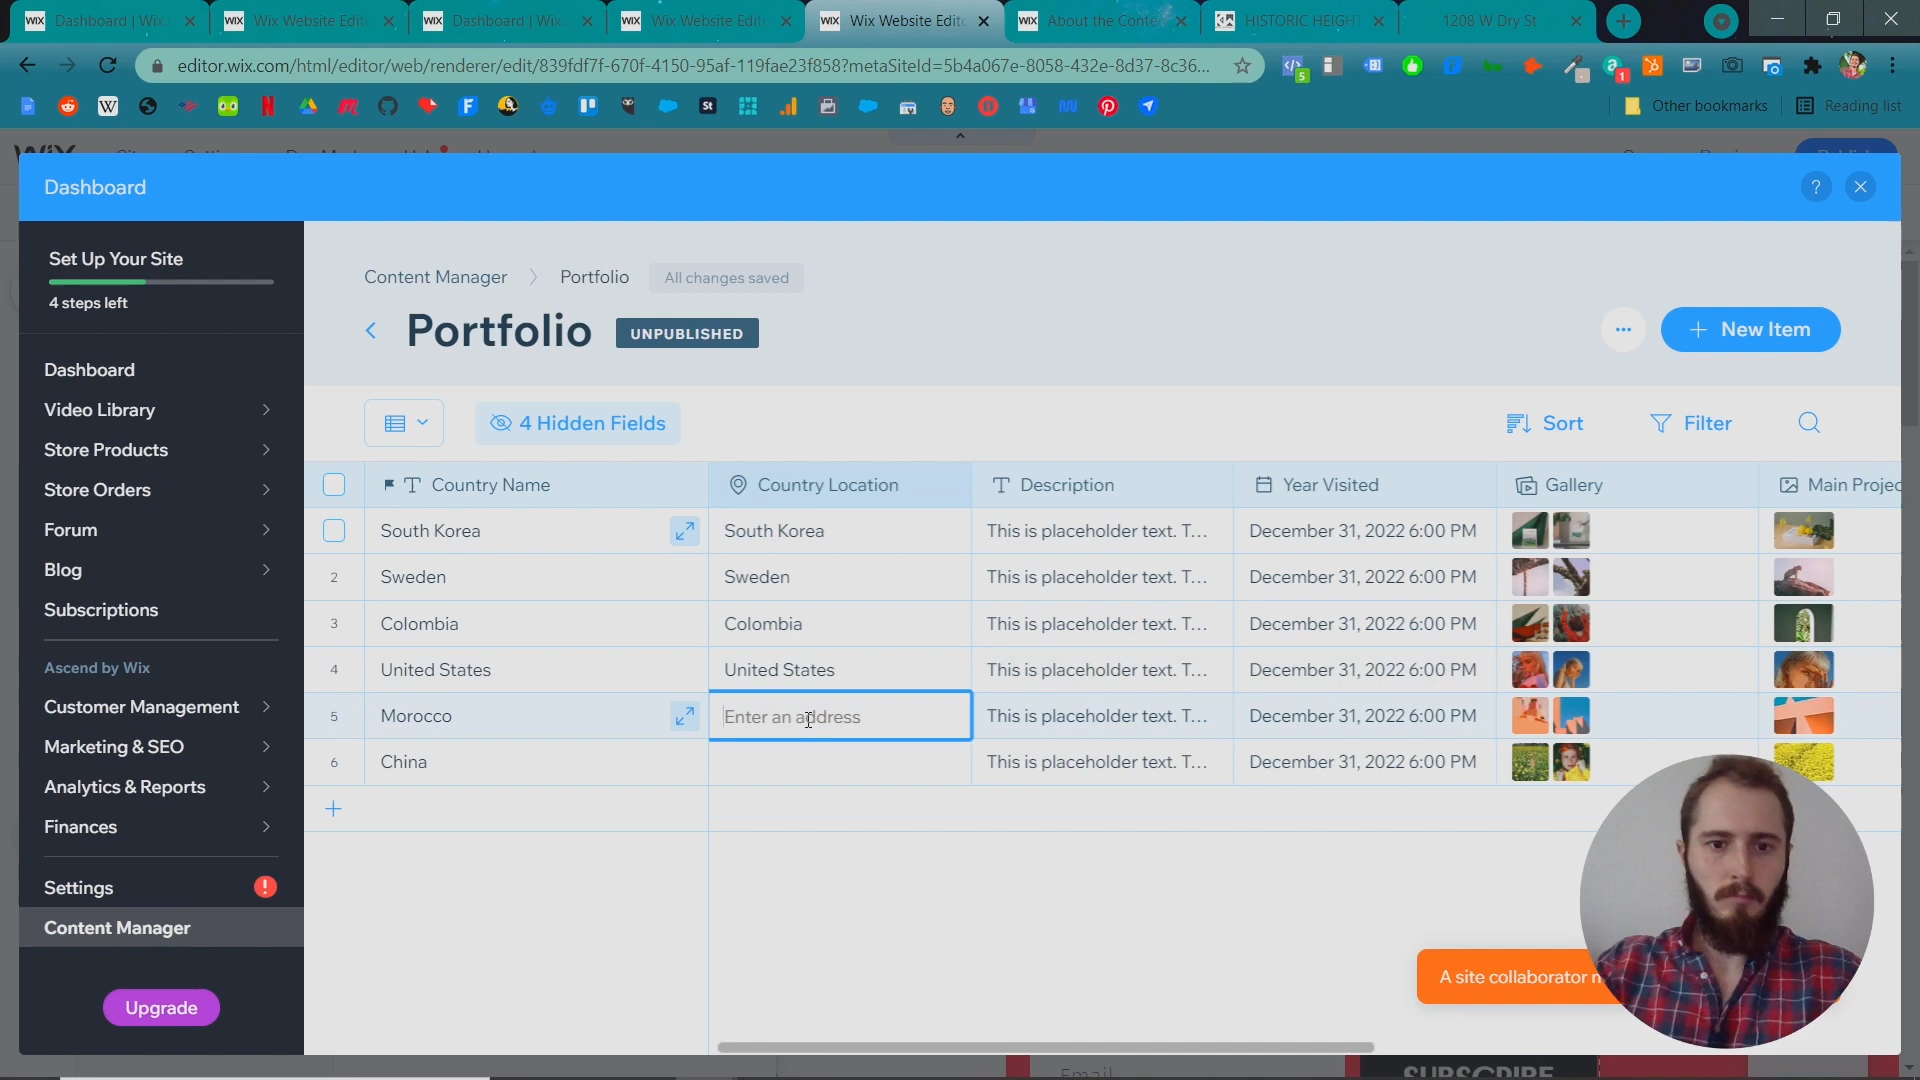 Dashboard | Wix.
Wix Website Edit
Dashboard | Wix.
Wix Website Edit
Wix Website Edit
About the Conte
HISTORIC HEIGHT
1208 W Dry St
editor.wix.com/html/editor/web/renderer/edit/839fdf7f-670f-4150-95af-119fae23f858?metaSiteId=5b4a067e-8058-432e-8d37-8c36...
Other bookmarks
Reading list
Dashboard
?
Set Up Your Site
4 steps left
Dashboard
Video Library
Store Products
Store Orders
Forum
Blog
Subscriptions
Ascend by Wix
Customer Management
Marketing & SEO
Analytics & Reports
Finances
Settings
Content Manager
Upgrade
Content Manager Portfolio All changes saved
Portfolio UNPUBLISHED
+ New Item
4 Hidden Fields
Sort
Filter
Country Name Country Location Description Year Visited Gallery Main Projec
South Korea South Korea This is placeholder text. T... December 31, 2022 6:00 PM
2 Sweden Sweden This is placeholder text. T... December 31, 2022 6:00 PM
3 Colombia Colombia This is placeholder text. T... December 31, 2022 6:00 PM
4 United States United States This is placeholder text. T... December 31, 2022 6:00 PM
5 Morocco Enter an address This is placeholder text. T... December 31, 2022 6:00 PM
6 China This is placeholder text. T... December 31, 2022 6:00 PM
A site collaborator
Email
SUBSCRIBE